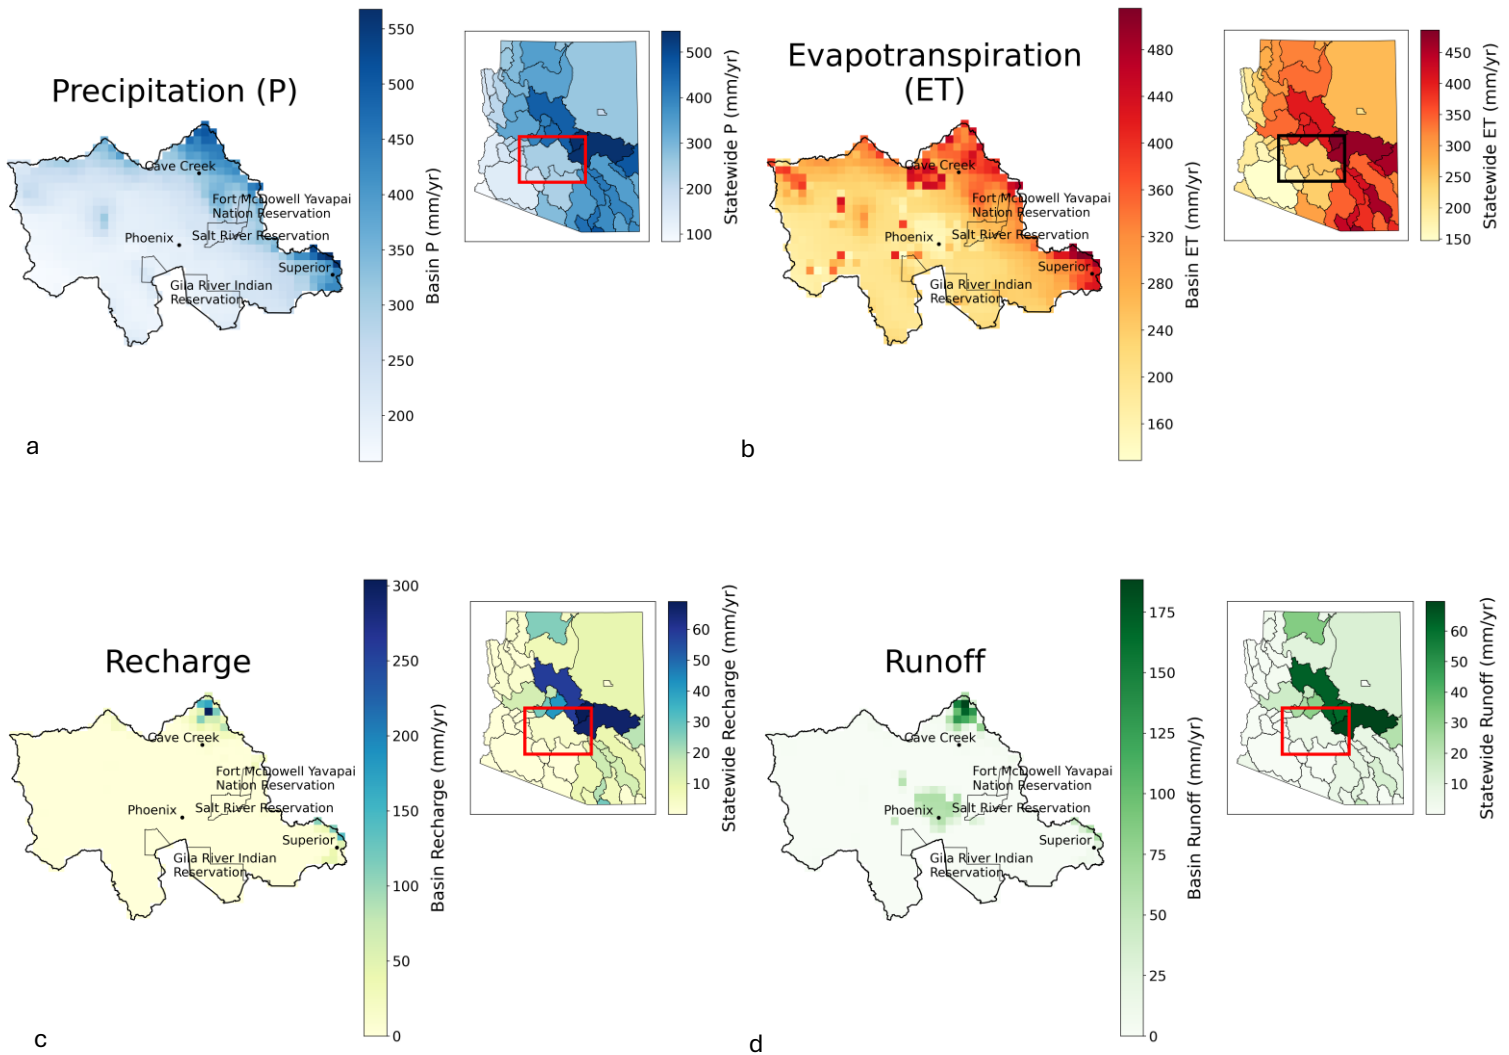 Precipitation (P)
Cave Creek
Fort McDowell Yavapai
Nation Reservation
Phoenix
Salt River Reservation
Superior
Gila River Indian
Reservation
550
500
450
400
350
300
250
200
Basin P (mm/yr)
500
400
300
200
100
Statewide P (mm/yr)
a
Evapotranspiration
(ET)
Cave Creek
Fort McDowell Yavapai
Nation Reservation
Phoenix
Salt River Reservation
Superior
Gila River Indian
Reservation
480
440
400
360
320
280
240
200
160
Basin ET (mm/yr)
450
400
350
300
250
200
150
Statewide ET (mm/yr)
b
Recharge
Cave Creek
Fort McDowell Yavapai
Nation Reservation
Phoenix
Salt River Reservation
Superior
Gila River Indian
Reservation
300
250
200
150
100
50
0
Basin Recharge (mm/yr)
60
50
40
30
20
10
Statewide Recharge (mm/yr)
c
Runoff
Cave Creek
Fort McDowell Yavapai
Nation Reservation
Phoenix
Salt River Reservation
Superior
Gila River Indian
Reservation
175
150
125
100
75
50
25
0
Basin Runoff (mm/yr)
60
50
40
30
20
10
Statewide Runoff (mm/yr)
d